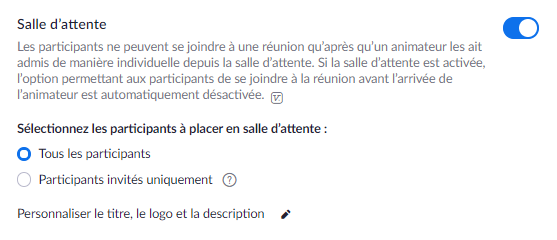 Salle d'attente
Les participants ne peuvent se joindre à une réunion qu'après qu'un animateur les ait
admis de manière individuelle depuis la salle d'attente. Si la salle d'attente est activée,
l'option permettant aux participants de se joindre à la réunion avant l'arrivée de
l'animateur est automatiquement désactivée.
Sélectionnez les participants à placer en salle d'attente :
Tous les participants
Participants invités uniquement ?
Personnaliser le titre, le logo et la description